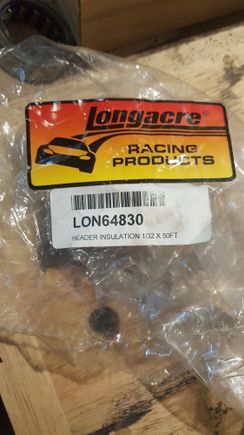 Longacre
RACING
PRODUCTS
LON64830
HEADER INSULATION 1/32 X 50FT